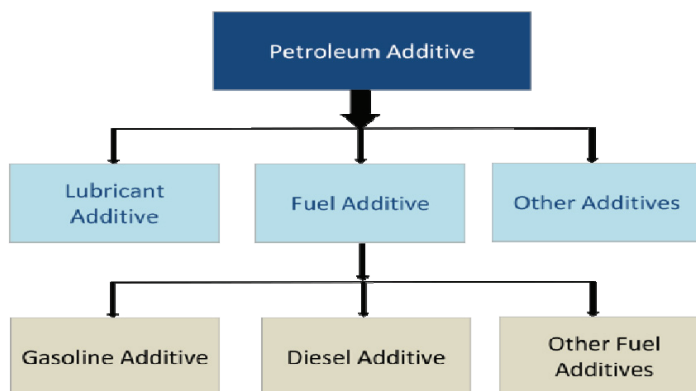 Petroleum Additive
Lubricant
Additive
Fuel Additive
Other Additives
Gasoline Additive
Diesel Additive
Other Fuel
Additives